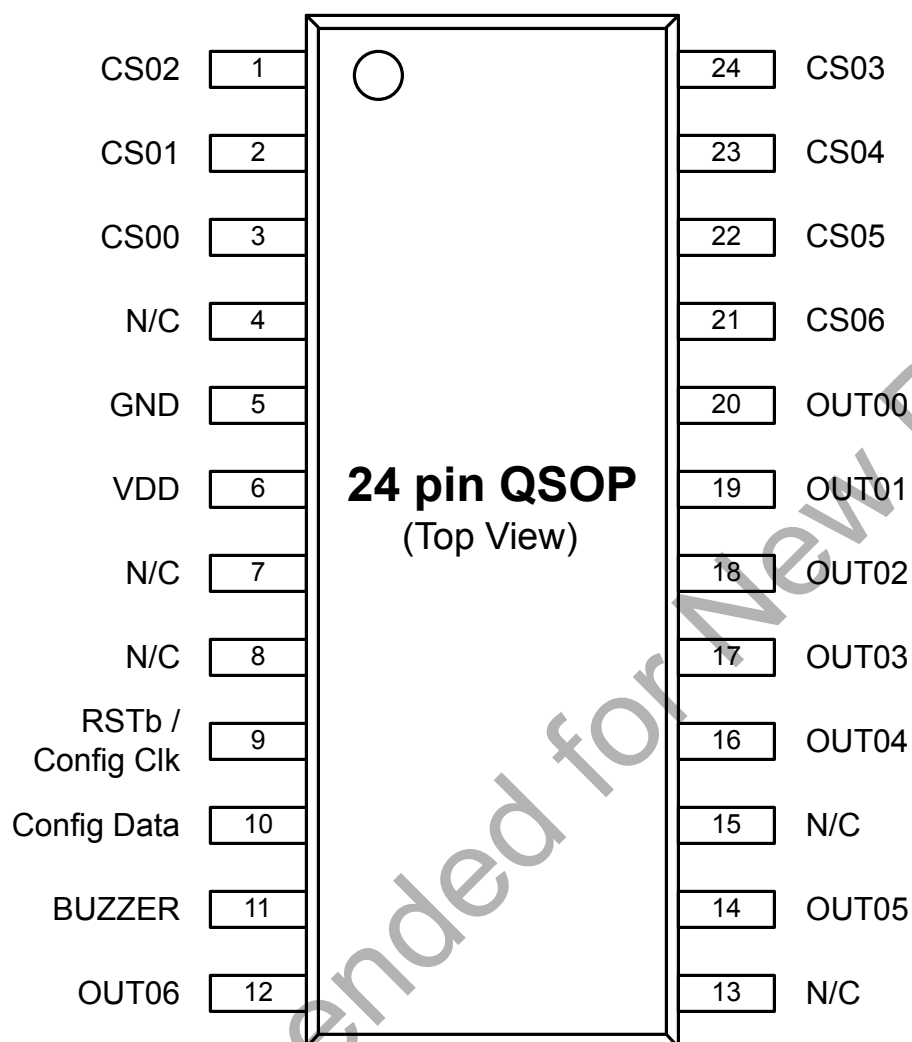 CS02 1 24 CS03
CS01 2 23 CS04
CS00 3 22 CS05
N/C 4 21 CS06
GND 5 20 OUT00
VDD 6 19 OUT01
24 pin QSOP
(Top View)
N/C 7 18 OUT02
N/C 8 17 OUT03
RSTb /
Config Clk 9 16 OUT04
Config Data 10 15 N/C
BUZZER 11 14 OUT05
OUT06 12 13 N/C
ended for New